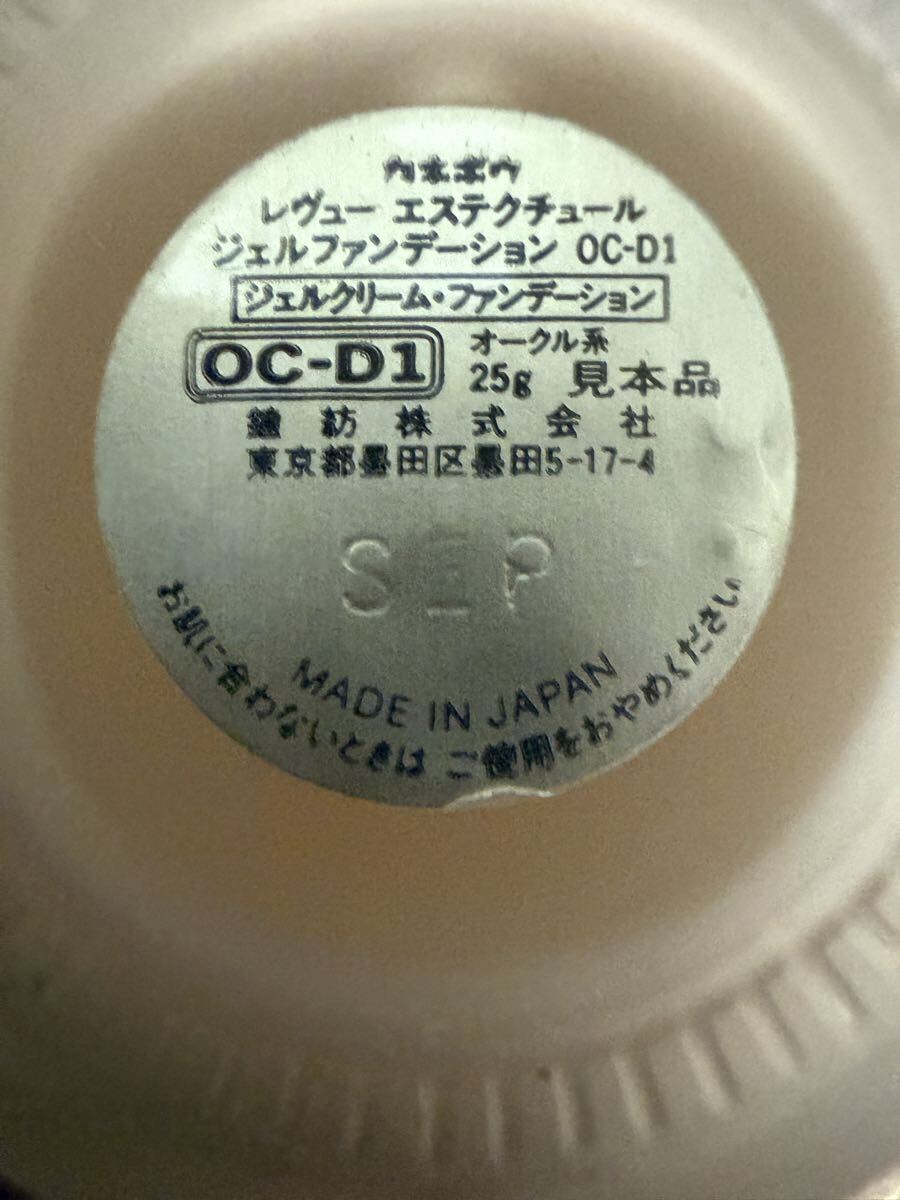 カネボウ
レヴュー エステクチュール
ジェルファンデーション OC-D1
ジェルクリーム・ファンデーション
OC-D1 オークル系
25g 見本品
鐘紡株式会社
東京都墨田区墨田5-17-4
MADE IN JAPAN
お肌に合わないときは ご使用をおやめください